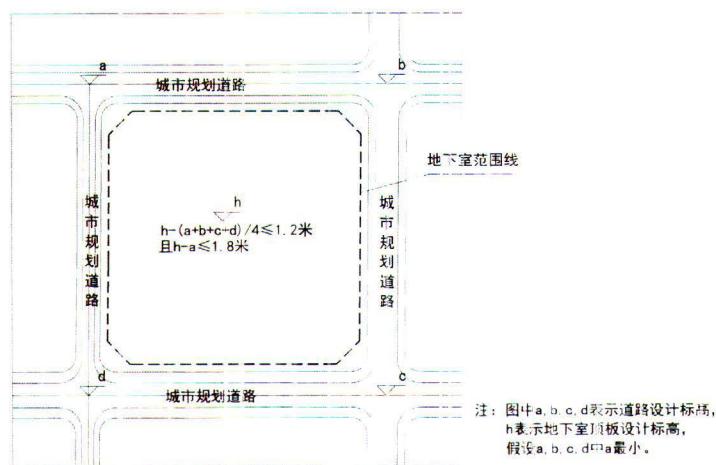 a
b
城市规划道路
地下室范围线
h
h-(a+b+c+d)/4≤1.2米
且h-a≤1.8米
城市规划道路
城市规划道路
d
c
城市规划道路
注：图中a,b,c,d表示道路设计标高,
h表示地下室顶板设计标高,
假设a,b,c,d中a最小。